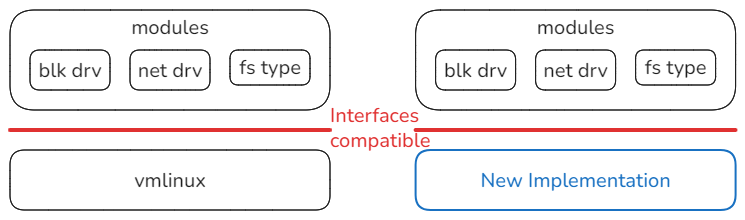 modules
blk drv
net drv
fs type
modules
blk drv
net drv
fs type
Interfaces
compatible
vmlinux
New Implementation